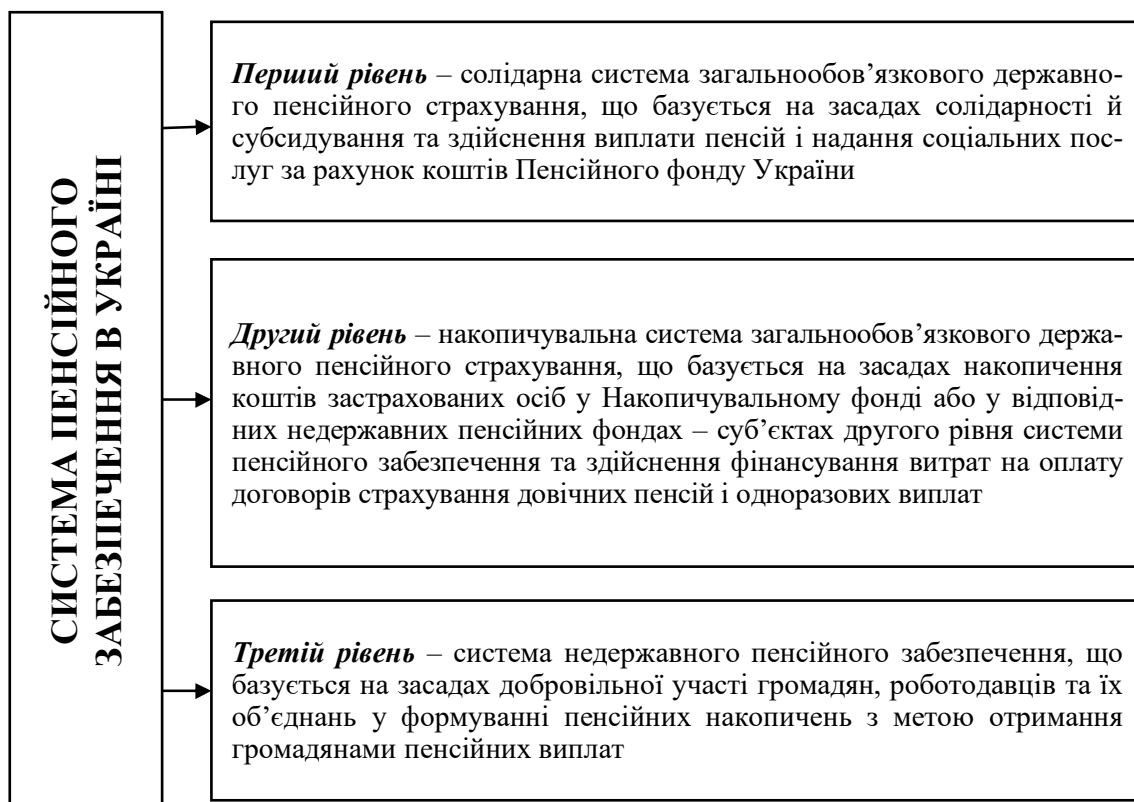 СИСТЕМА ПЕНСІЙНОГО
ЗАБЕЗПЕЧЕННЯ В УКРАЇНІ
Перший рівень – солідарна система загальнообов’язкового державно-
го пенсійного страхування, що базується на засадах солідарності й
субсидування та здійснення виплати пенсій і надання соціальних пос-
луг за рахунок коштів Пенсійного фонду України
Другий рівень – накопичувальна система загальнообов’язкового держа-
вного пенсійного страхування, що базується на засадах накопичення
коштів застрахованих осіб у Накопичувальному фонді або у відповід-
них недержавних пенсійних фондах – суб’єктах другого рівня системи
пенсійного забезпечення та здійснення фінансування витрат на оплату
договорів страхування довічних пенсій і одноразових виплат
Третій рівень – система недержавного пенсійного забезпечення, що
базується на засадах добровільної участі громадян, роботодавців та їх
об’єднань у формуванні пенсійних накопичень з метою отримання
громадянами пенсійних виплат